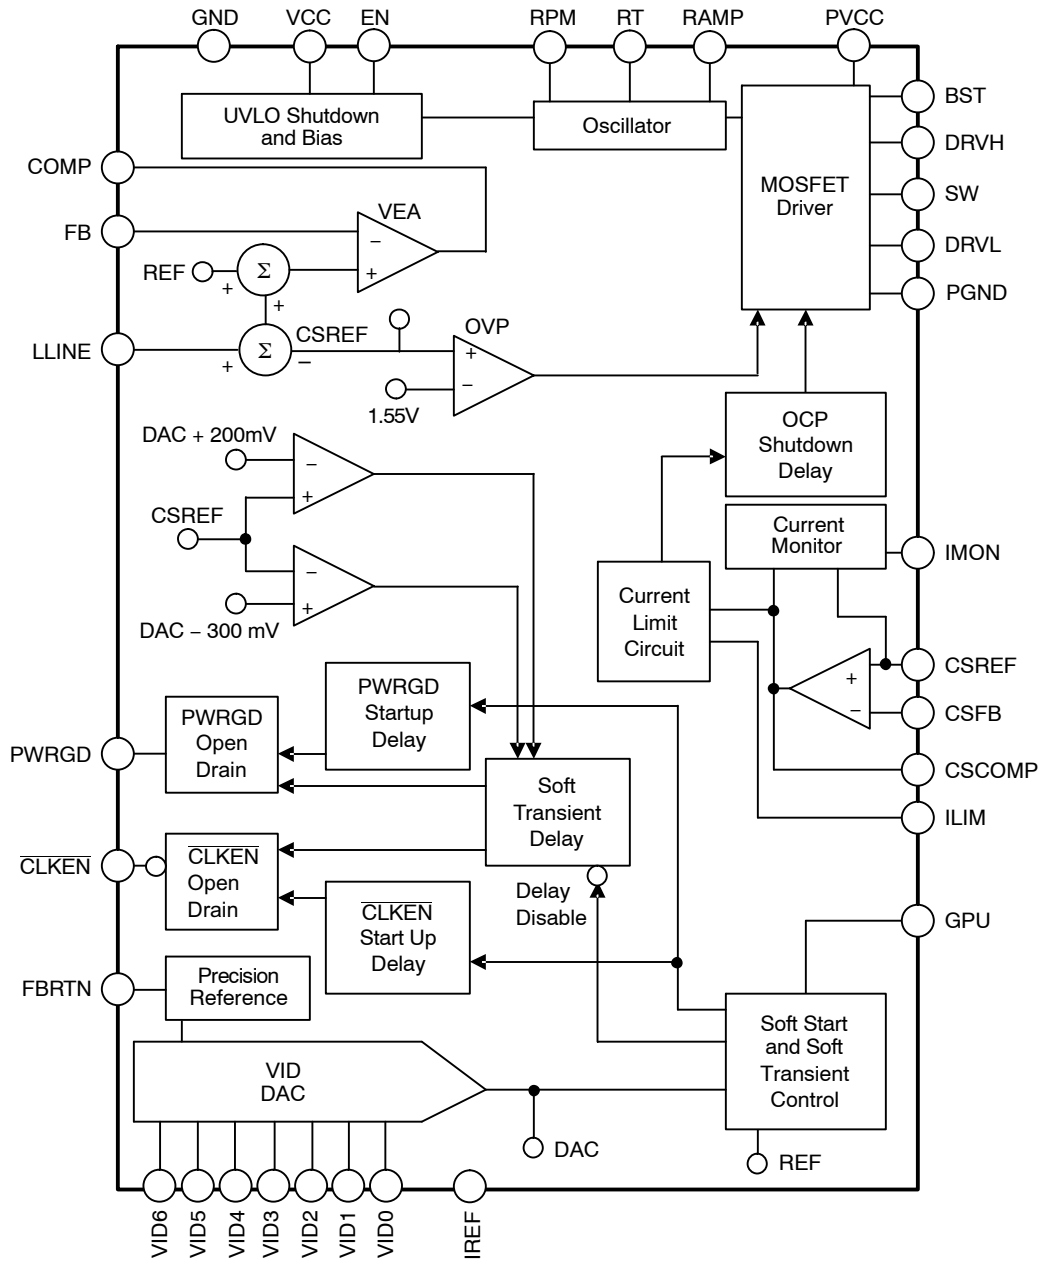 GND
VCC
EN
RPM
RT
RAMP
PVCC
UVLO Shutdown
and Bias
Oscillator
MOSFET
Driver
BST
DRVH
SW
DRVL
PGND
COMP
FB
VEA
−
+
REF
Σ
+
+
LLINE
Σ
+
−
CSREF
OVP
+
−
1.55V
DAC + 200mV
−
+
CSREF
−
+
DAC − 300 mV
OCP
Shutdown
Delay
Current
Monitor
IMON
Current
Limit
Circuit
+
−
CSREF
CSFB
CSCOMP
ILIM
PWRGD
Startup
Delay
PWRGD
Open
Drain
PWRGD
Soft
Transient
Delay
CLKEN
CLKEN
Open
Drain
Delay
Disable
CLKEN
Start Up
Delay
GPU
FBRTN
Precision
Reference
Soft Start
and Soft
Transient
Control
VID
DAC
DAC
REF
VID6
VID5
VID4
VID3
VID2
VID1
VID0
IREF